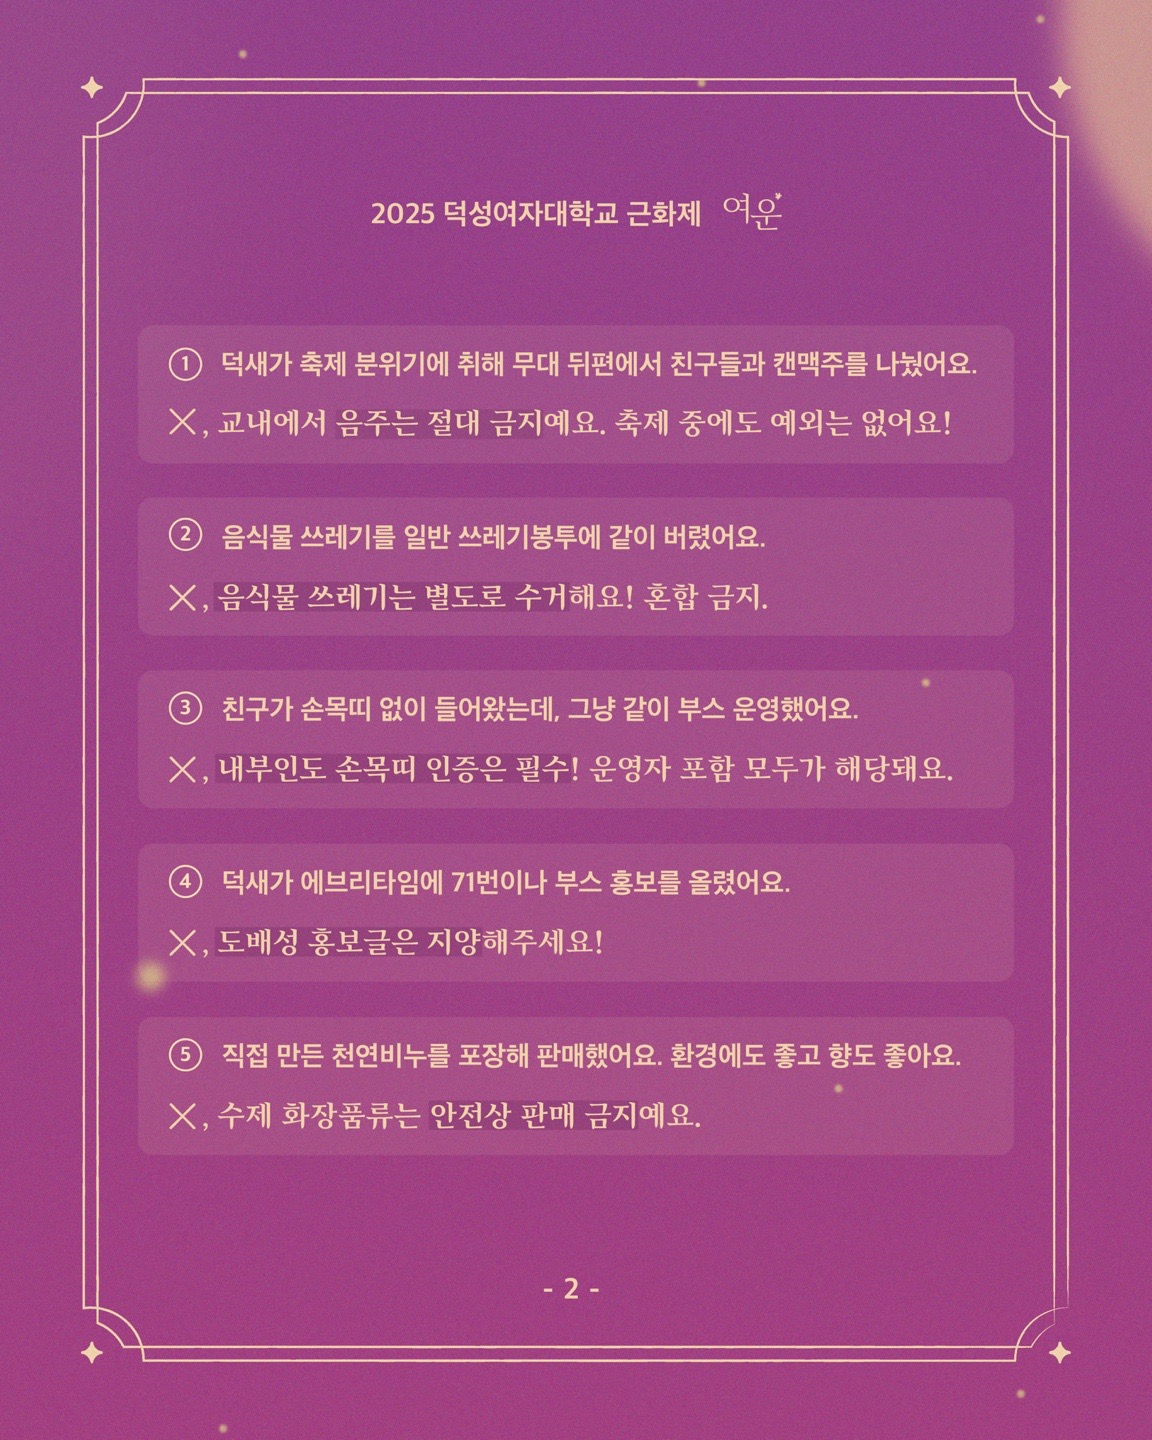 2025 덕성여자대학교 근화제 여운
① 덕새가 축제 분위기에 취해 무대 뒤편에서 친구들과 캔맥주를 나눴어요.
X, 교내에서 음주는 절대 금지예요. 축제 중에도 예외는 없어요!
② 음식물 쓰레기를 일반 쓰레기봉투에 같이 버렸어요.
X, 음식물 쓰레기는 별도로 수거해요! 혼합 금지.
③ 친구가 손목띠 없이 들어왔는데, 그냥 같이 부스 운영했어요.
X, 내부인도 손목띠 인증은 필수! 운영자 포함 모두가 해당돼요.
④ 덕새가 에브리타임에 71번이나 부스 홍보를 올렸어요.
X, 도배성 홍보글은 지양해주세요!
⑤ 직접 만든 천연비누를 포장해 판매했어요. 환경에도 좋고 향도 좋아요.
X, 수제 화장품류는 안전상 판매 금지예요.
- 2 -